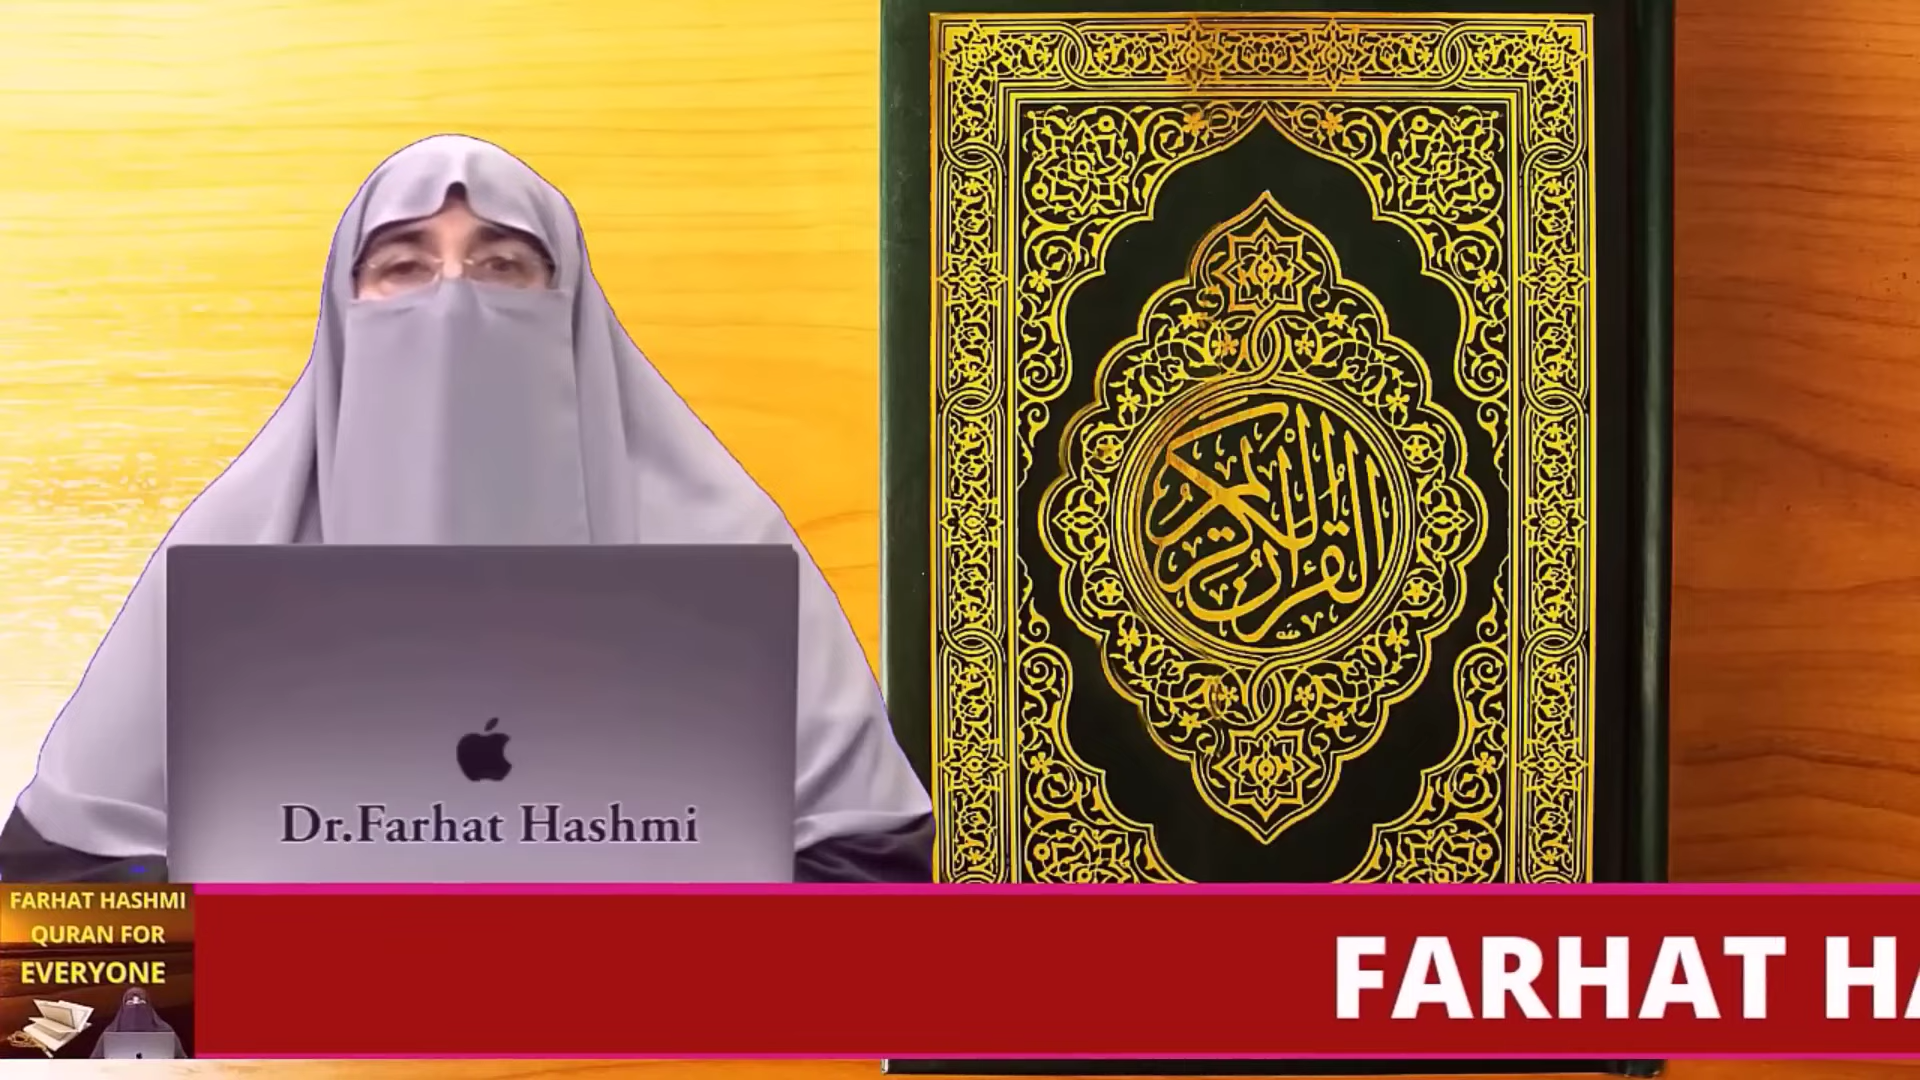 القرآن الكريم
Dr.Farhat Hashmi
FARHAT HASHMI
QURAN FOR
EVERYONE
FARHAT HA